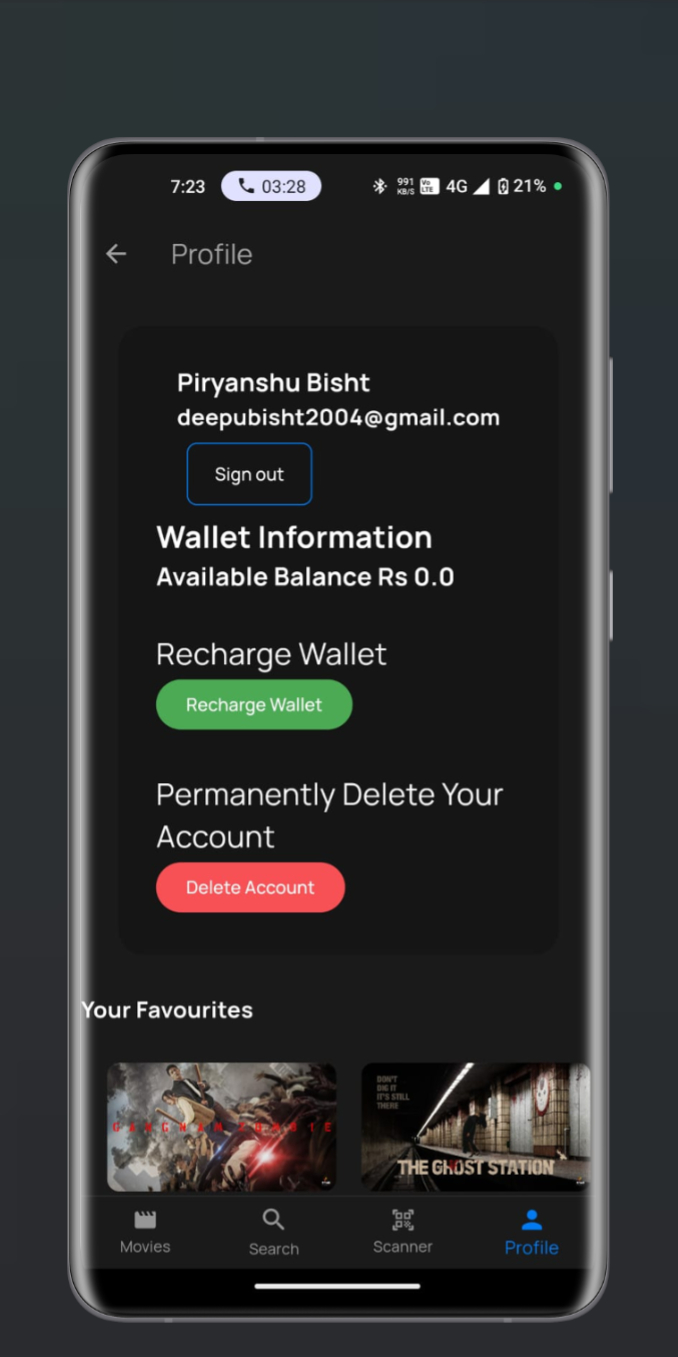 7:23 03:28 991 KB/S Vo LTE 4G 21%
Profile
Piryanshu Bisht
deepubisht2004@gmail.com
Sign out
Wallet Information
Available Balance Rs 0.0
Recharge Wallet
Recharge Wallet
Permanently Delete Your
Account
Delete Account
Your Favourites
GANGNAM ZOMBIE
DON'T
DIG IT
IT'S STILL
THERE
THE GHOST STATION
Movies Search Scanner Profile